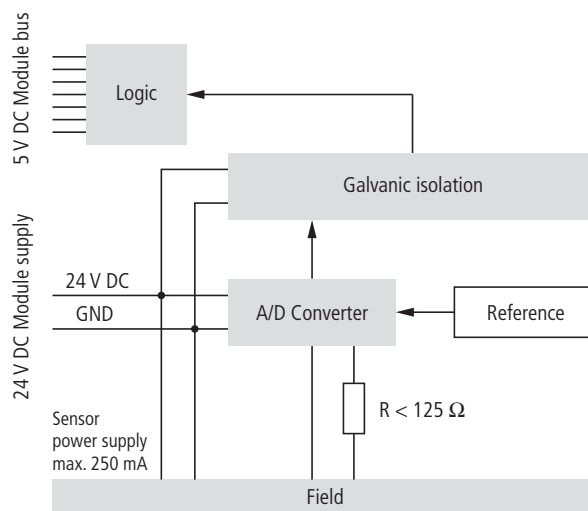 5 V DC Module bus
Logic
Galvanic isolation
24 V DC Module supply
24 V DC
GND
A/D Converter
Reference
R < 125 Ω
Sensor
power supply
max. 250 mA
Field